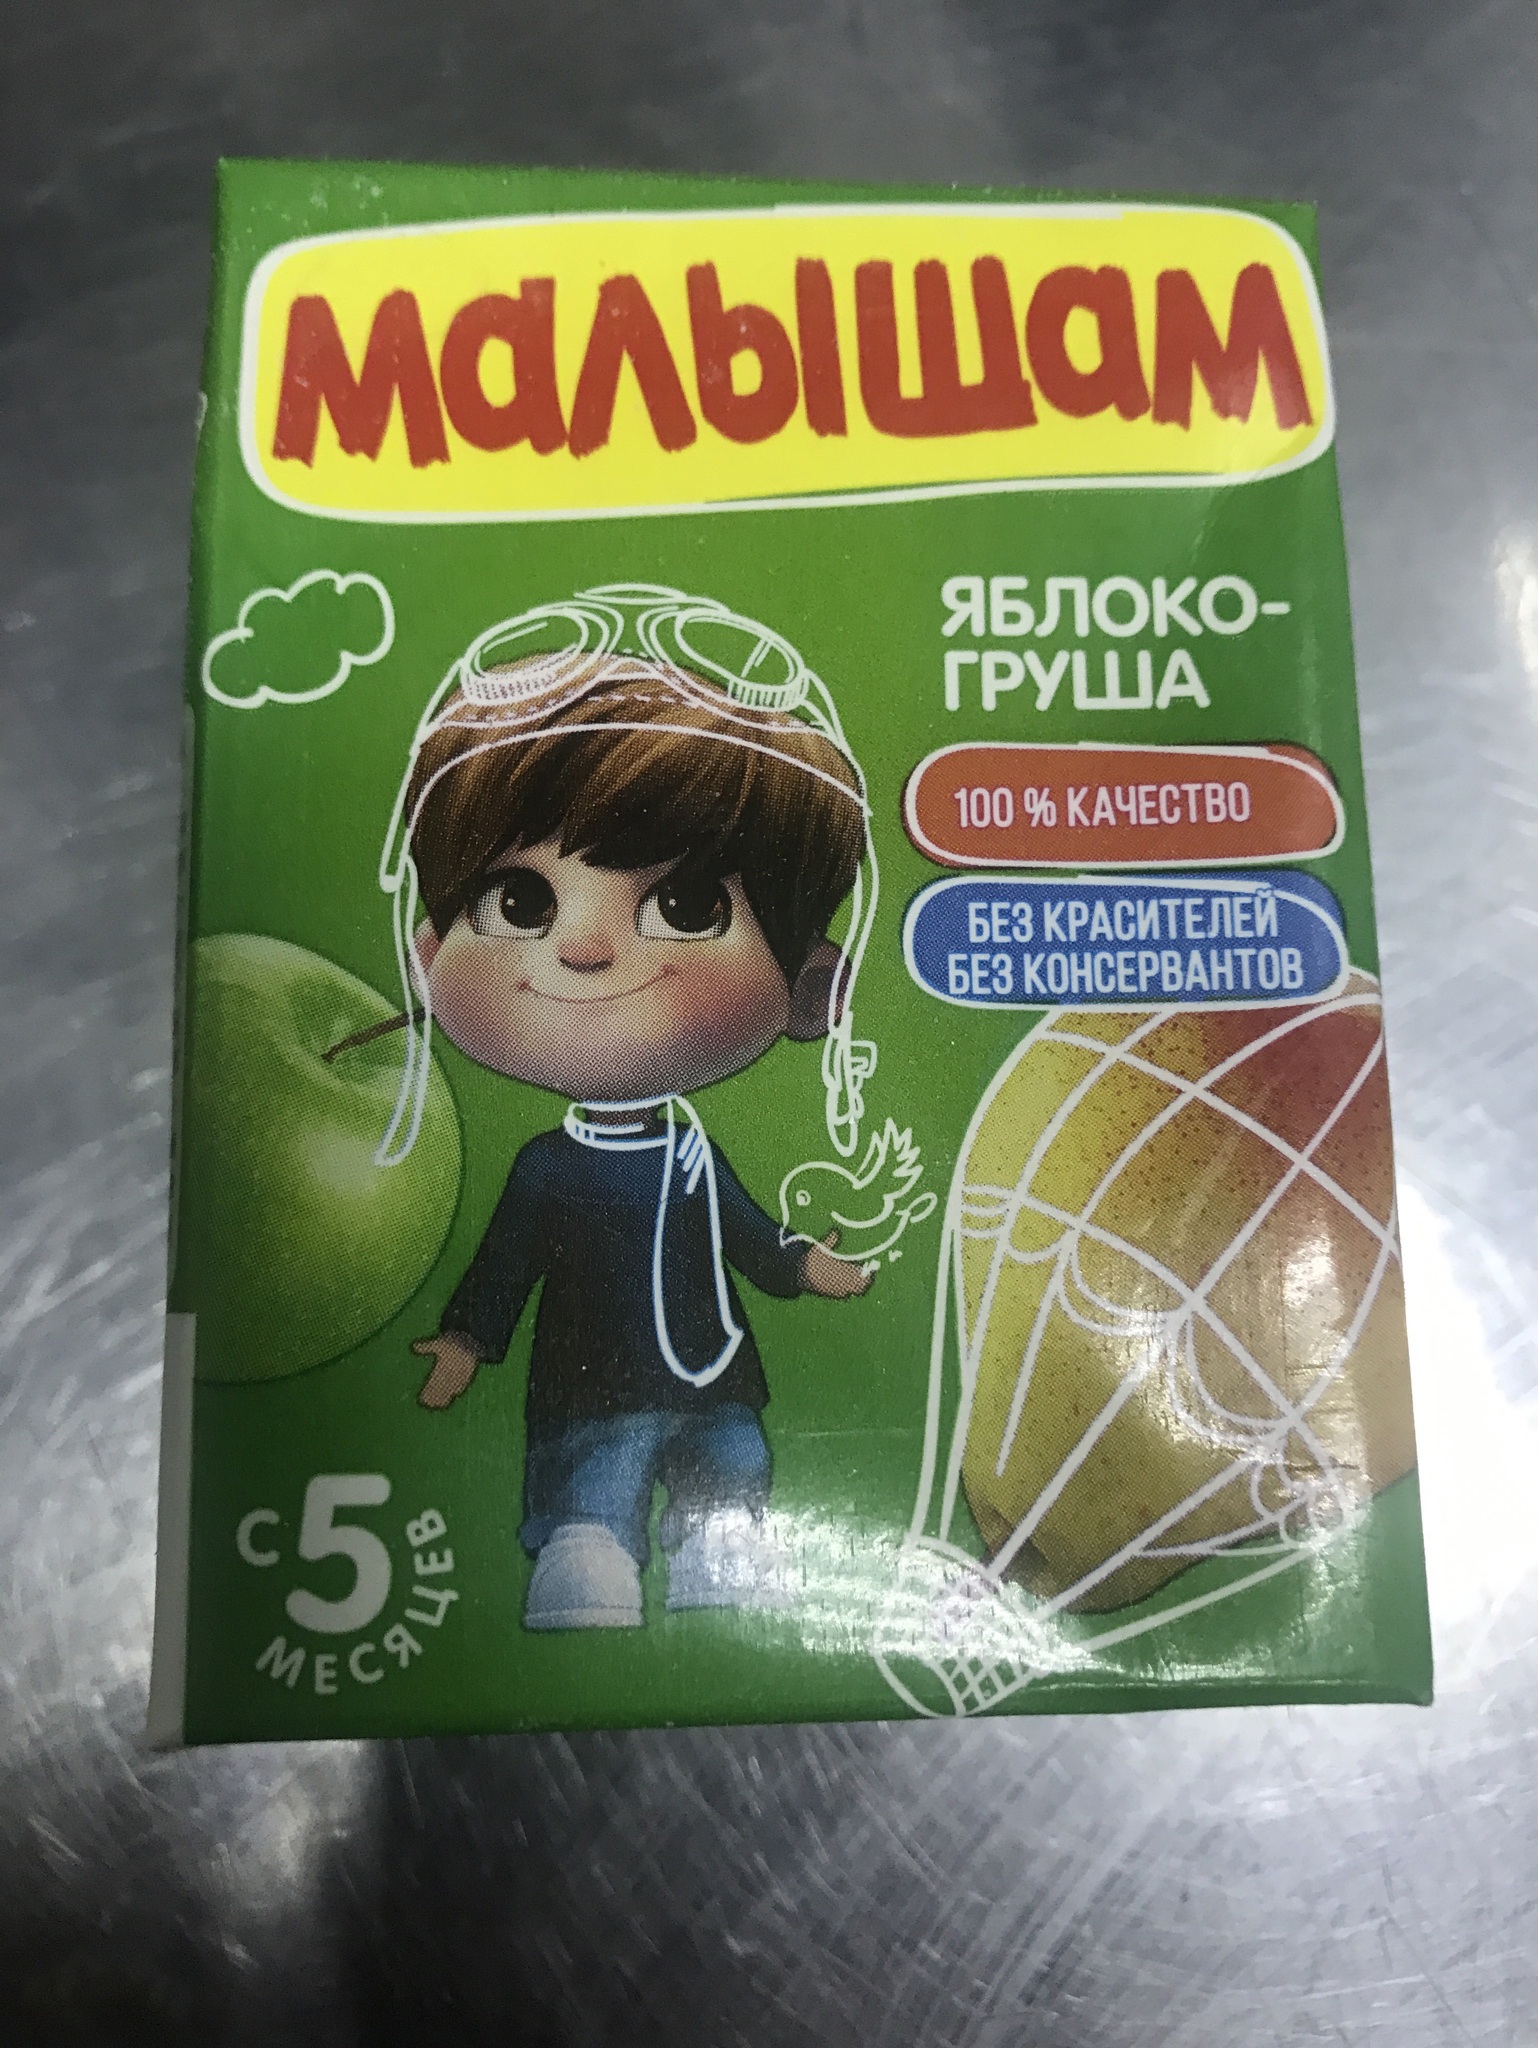 малышам
ЯБЛОКО-
ГРУША
100 % КАЧЕСТВО
БЕЗ КРАСИТЕЛЕЙ
БЕЗ КОНСЕРВАНТОВ
С 5
МЕСЯЦЕВ